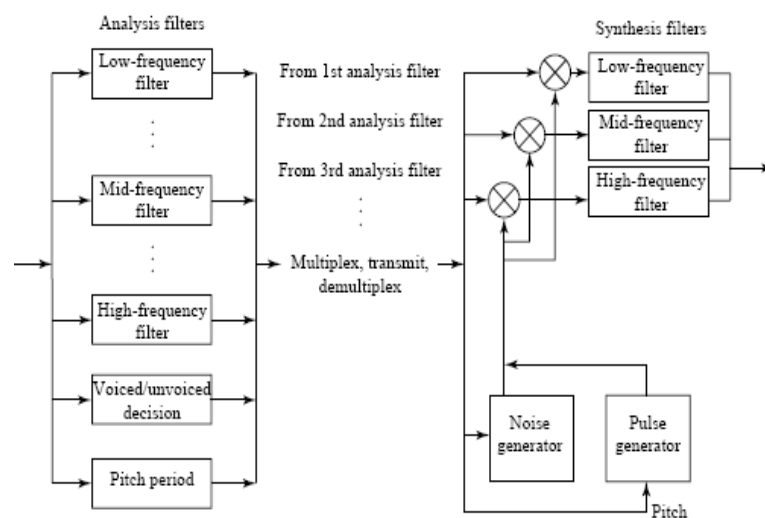 Analysis filters
Low-frequency
filter
Mid-frequency
filter
High-frequency
filter
Voiced/unvoiced
decision
Pitch period
From 1st analysis filter
From 2nd analysis filter
From 3rd analysis filter
Multiplex, transmit,
demultiplex
Synthesis filters
Low-frequency
filter
Mid-frequency
filter
High-frequency
filter
Noise
generator
Pulse
generator
Pitch